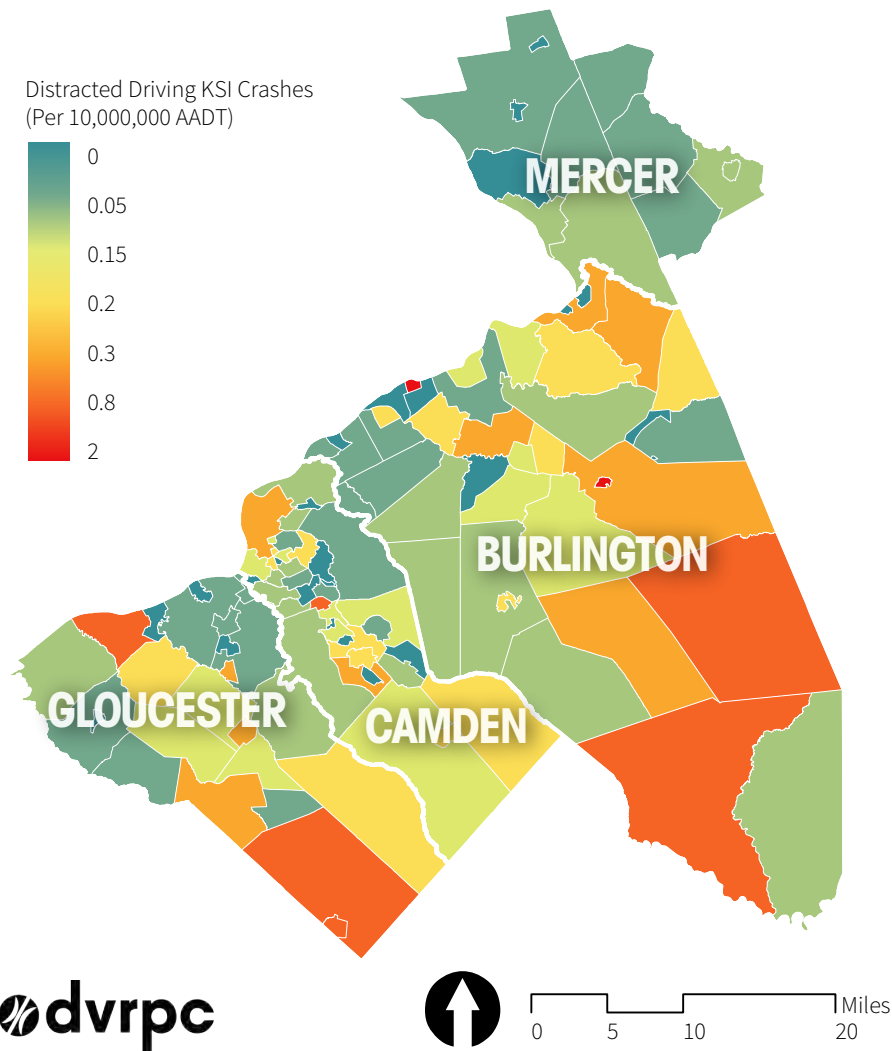 Distracted Driving KSI Crashes
(Per 10,000,000 AADT)
0
0.05
0.15
0.2
0.3
0.8
2
MERCER
BURLINGTON
GLOUCESTER
CAMDEN
dvrpc
Miles
0 5 10 20